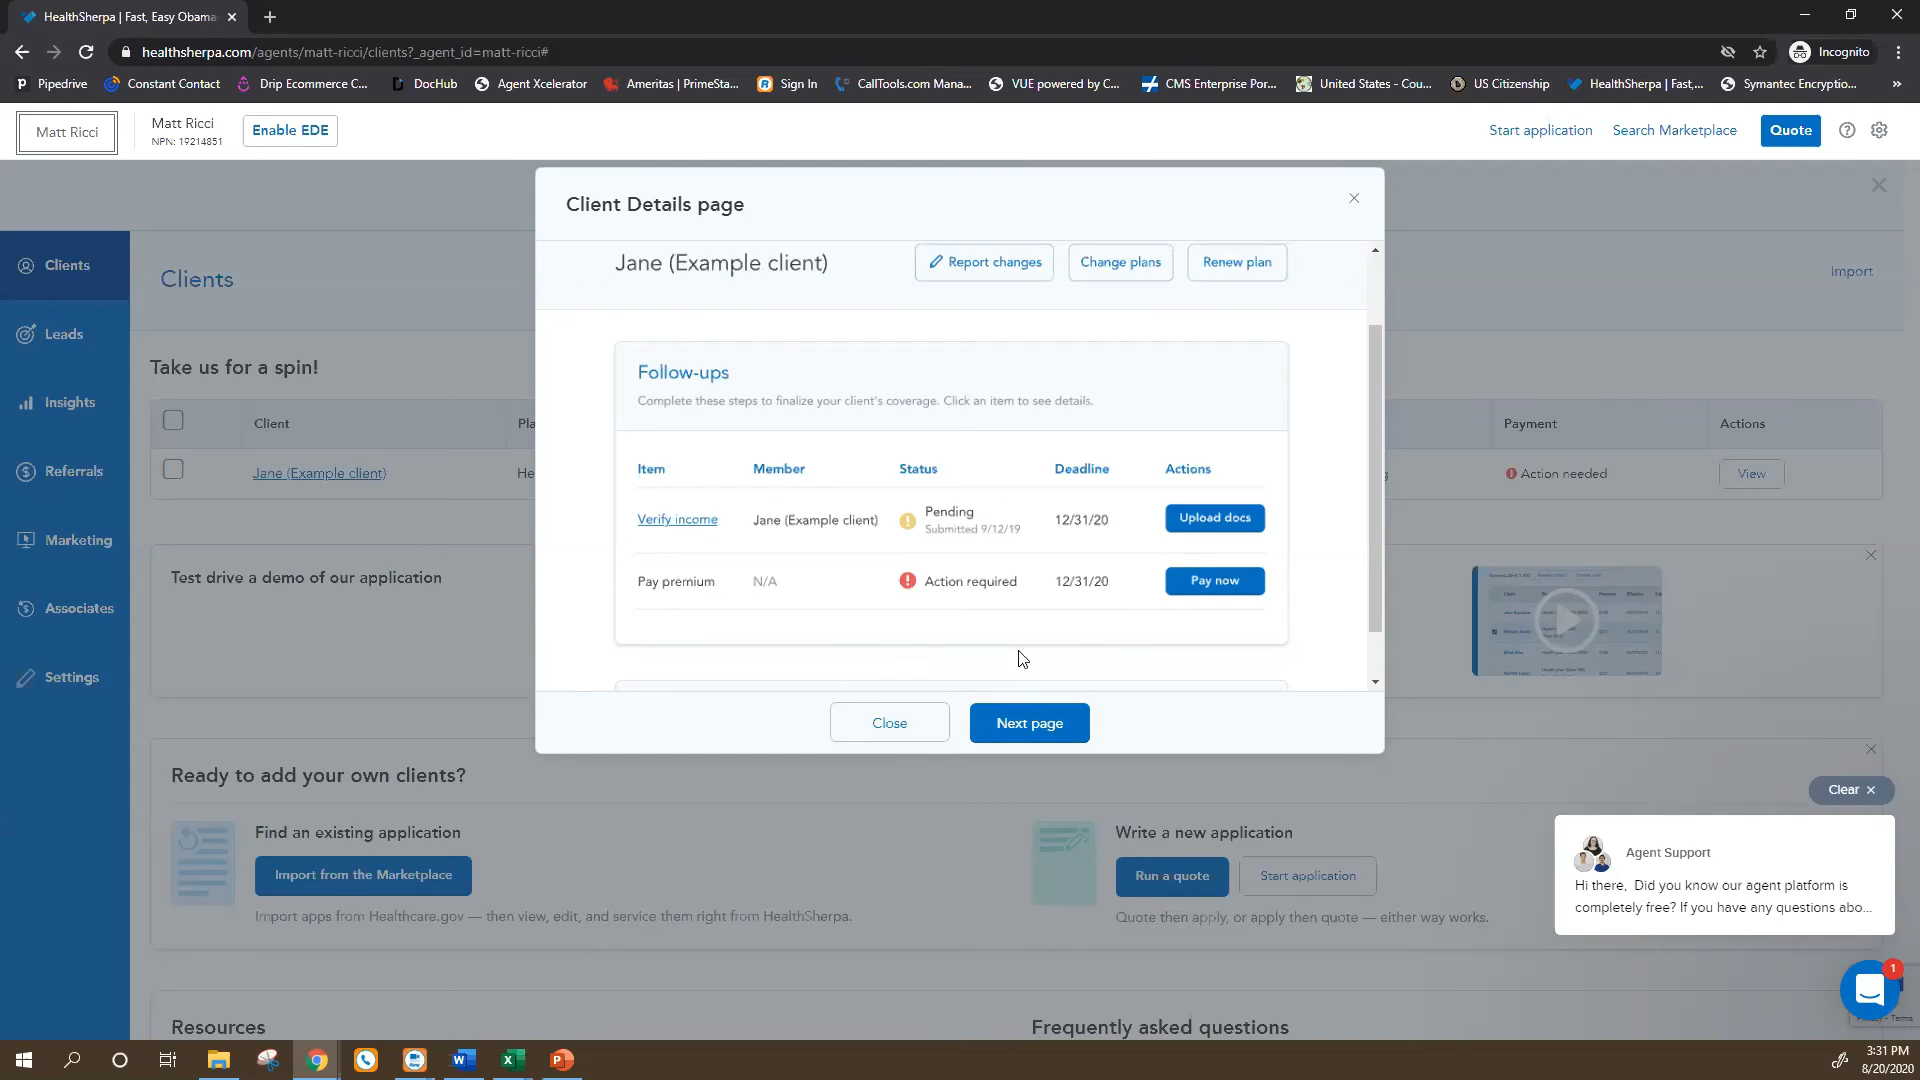 HealthSherpa | Fast, Easy Obama
healthsherpa.com/agents/matt-ricci/clients?_agent_id=matt-ricci#
Incognito
Pipedrive
Constant Contact
Drip Ecommerce C...
DocHub
Agent Xcelerator
Ameritas | PrimeSta...
Sign In
CallTools.com Mana...
VUE powered by C...
CMS Enterprise Por...
United States - Cou...
US Citizenship
HealthSherpa | Fast,...
Symantec Encryptio...
»
Matt Ricci
Matt Ricci
NPN: 19214851
Enable EDE
Start application
Search Marketplace
Quote
Clients
Leads
Insights
Referrals
Marketing
Associates
Settings
Clients
Import
Take us for a spin!
Client
Pla
Payment
Actions
Jane (Example client)
He
g
Action needed
View
Client Details page
Jane (Example client)
Report changes
Change plans
Renew plan
Follow-ups
Complete these steps to finalize your client's coverage. Click an item to see details.
Item Member Status Deadline Actions
Verify income Jane (Example client) Pending 12/31/20 Upload docs
Submitted 9/12/19
Pay premium N/A Action required 12/31/20 Pay now
Close
Next page
Test drive a demo of our application
Ready to add your own clients?
Find an existing application
Import from the Marketplace
Import apps from Healthcare.gov — then view, edit, and service them right from HealthSherpa.
Write a new application
Run a quote
Start application
Quote then apply, or apply then quote — either way works.
Clear ×
Agent Support
Hi there, Did you know our agent platform is
completely free? If you have any questions abo...
1
Privacy - Terms
Resources
Frequently asked questions
3:31 PM
8/20/2020